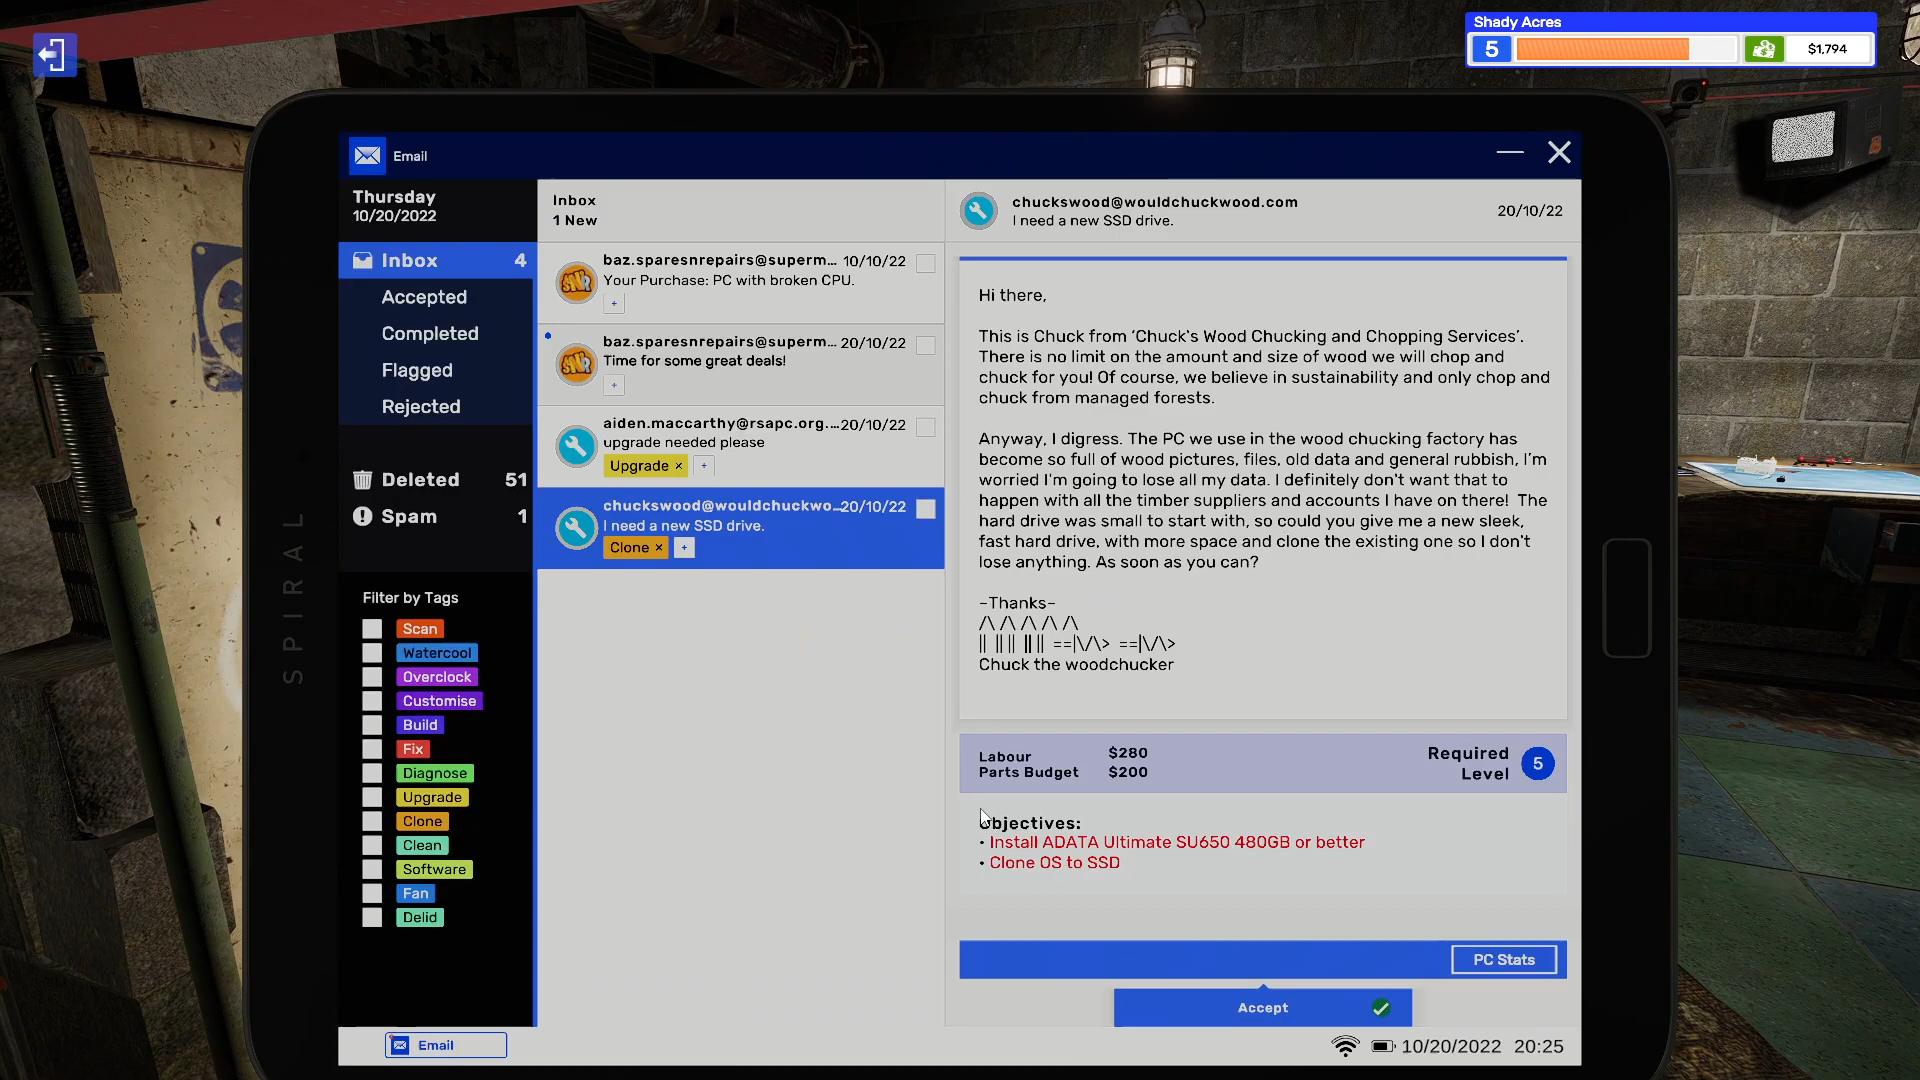 Shady Acres
5
$1,794
Email
Thursday
10/20/2022
Inbox 4
Accepted
Completed
Flagged
Rejected
Deleted 51
Spam 1
Filter by Tags
Scan
Watercool
Overclock
Customise
Build
Fix
Diagnose
Upgrade
Clone
Clean
Software
Fan
Delid
SPIRAL
Inbox
1 New
baz.sparesnrepairs@superm... 10/10/22
Your Purchase: PC with broken CPU.
+
baz.sparesnrepairs@superm... 20/10/22
Time for some great deals!
+
aiden.maccarthy@rsapc.org.... 20/10/22
upgrade needed please
Upgrade × +
chuckswood@wouldchuckwo... 20/10/22
I need a new SSD drive.
Clone × +
SNR
SNR
chuckswood@wouldchuckwood.com
I need a new SSD drive.
20/10/22
Hi there,
This is Chuck from ‘Chuck's Wood Chucking and Chopping Services’.
There is no limit on the amount and size of wood we will chop and
chuck for you! Of course, we believe in sustainability and only chop and
chuck from managed forests.
Anyway, I digress. The PC we use in the wood chucking factory has
become so full of wood pictures, files, old data and general rubbish, I'm
worried I'm going to lose all my data. I definitely don't want that to
happen with all the timber suppliers and accounts I have on there! The
hard drive was small to start with, so could you give me a new sleek,
fast hard drive, with more space and clone the existing one so I don't
lose anything. As soon as you can?
-Thanks-
/\ /\ /\ /\ /\
|| || || || || ==|\/\> ==|\/\>
Chuck the woodchucker
Labour $280
Parts Budget $200
Required
Level 5
Objectives:
• Install ADATA Ultimate SU650 480GB or better
• Clone OS to SSD
PC Stats
Accept
Email
10/20/2022 20:25